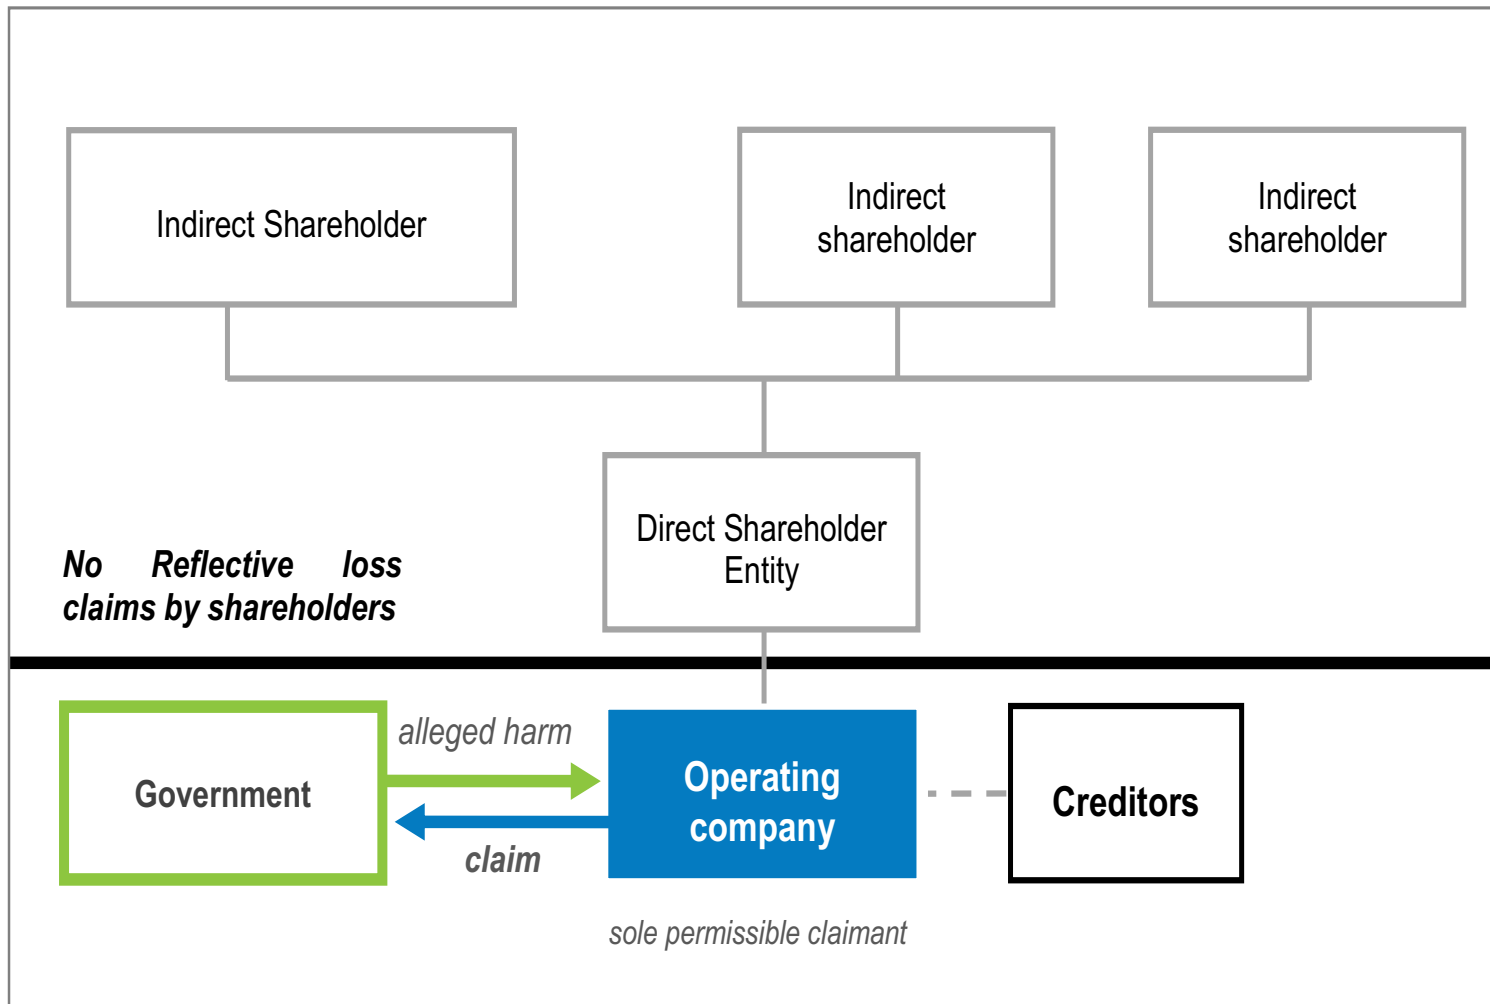 Indirect Shareholder
Indirect
shareholder
Indirect
shareholder
Direct Shareholder
Entity
No Reflective loss
claims by shareholders
Government
alleged harm
claim
Operating
company
Creditors
sole permissible claimant